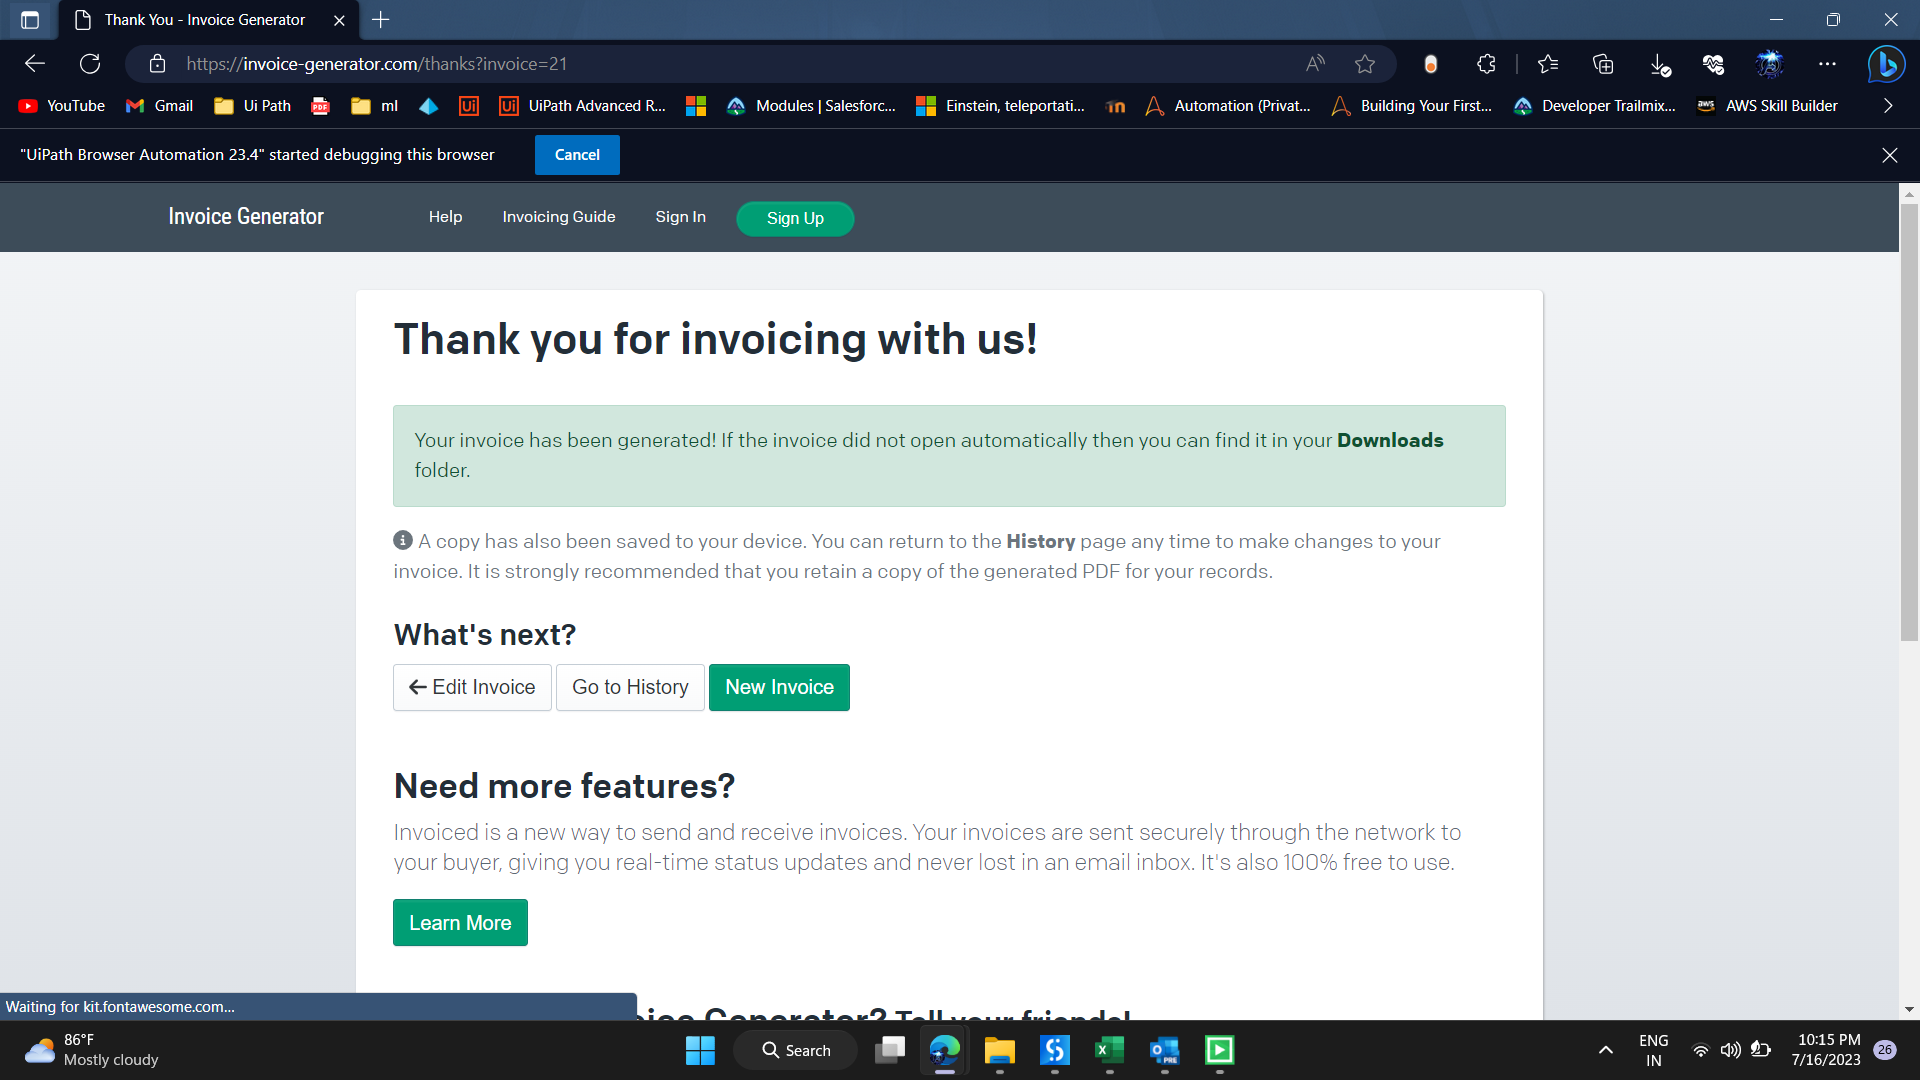 Thank You - Invoice Generator
https://invoice-generator.com/thanks?invoice=21
YouTube Gmail Ui Path ml Ui Ui UiPath Advanced R... Modules | Salesforc... Einstein, teleportati... Automation (Privat... Building Your First... Developer Trailmix... aws AWS Skill Builder
"UiPath Browser Automation 23.4" started debugging this browser Cancel
Invoice Generator Help Invoicing Guide Sign In Sign Up
Thank you for invoicing with us!
Your invoice has been generated! If the invoice did not open automatically then you can find it in your Downloads
folder.
A copy has also been saved to your device. You can return to the History page any time to make changes to your
invoice. It is strongly recommended that you retain a copy of the generated PDF for your records.
What's next?
Edit Invoice Go to History New Invoice
Need more features?
Invoiced is a new way to send and receive invoices. Your invoices are sent securely through the network to
your buyer, giving you real-time status updates and never lost in an email inbox. It's also 100% free to use.
Learn More
Waiting for kit.fontawesome.com...
Generator? Tell your friends!
86°F
Mostly cloudy
Search
ENG
IN
10:15 PM
7/16/2023
26